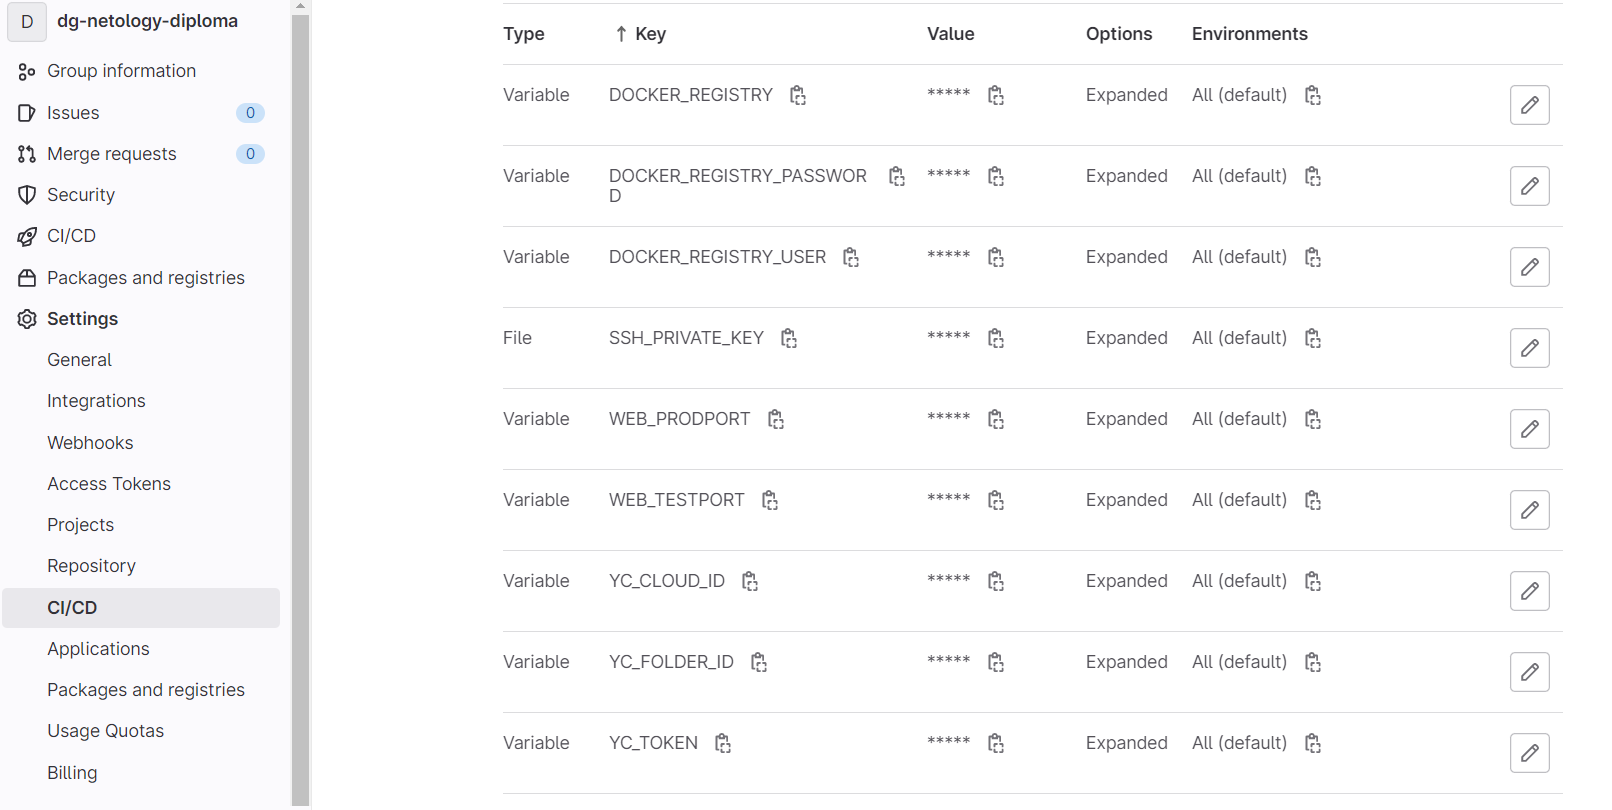 D
dg-netology-diploma
Group information
Issues 0
Merge requests 0
Security
CI/CD
Packages and registries
Settings
General
Integrations
Webhooks
Access Tokens
Projects
Repository
CI/CD
Applications
Packages and registries
Usage Quotas
Billing
Type ↑ Key Value Options Environments
Variable DOCKER_REGISTRY ***** Expanded All (default)
Variable DOCKER_REGISTRY_PASSWOR ***** Expanded All (default)
D
Variable DOCKER_REGISTRY_USER ***** Expanded All (default)
File SSH_PRIVATE_KEY ***** Expanded All (default)
Variable WEB_PRODPORT ***** Expanded All (default)
Variable WEB_TESTPORT ***** Expanded All (default)
Variable YC_CLOUD_ID ***** Expanded All (default)
Variable YC_FOLDER_ID ***** Expanded All (default)
Variable YC_TOKEN ***** Expanded All (default)